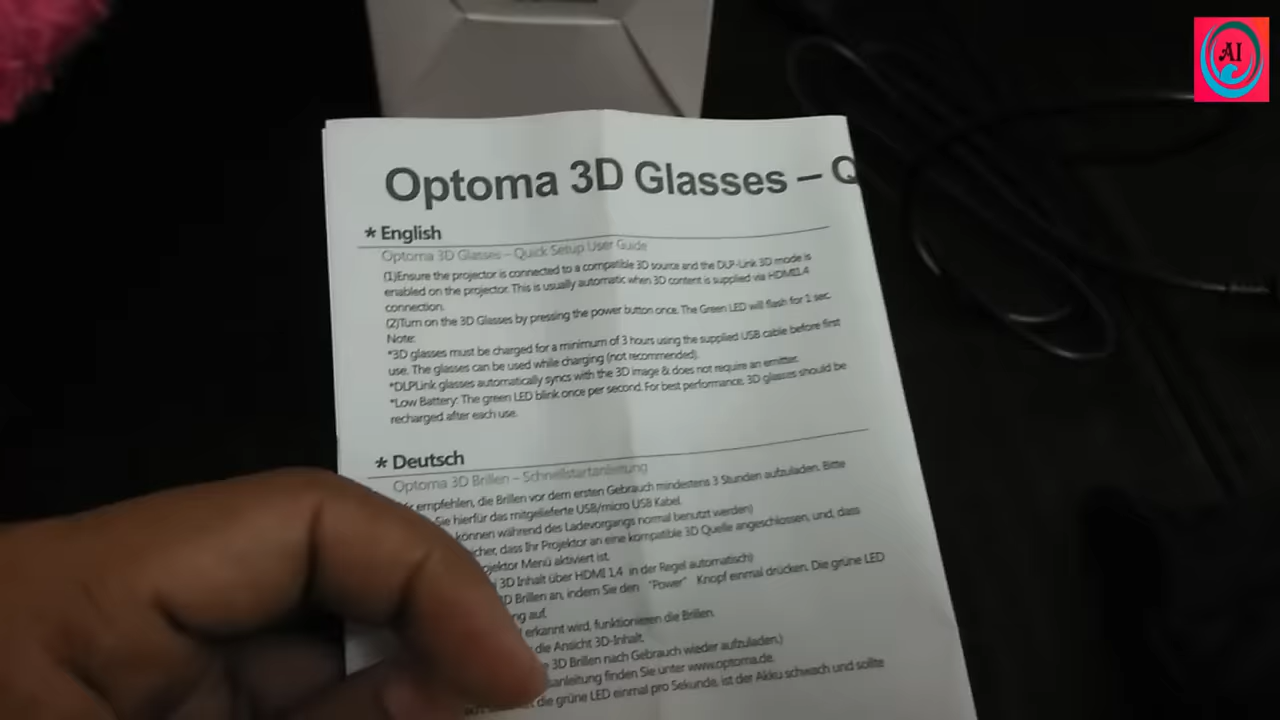 AI
Optoma 3D Glasses – Q
* English
Optoma 3D Glasses – Quick Setup User Guide
(1)Ensure the projector is connected to a compatible 3D source and the DLP-Link 3D mode is
enabled on the projector. This is usually automatic when 3D content is supplied via HDMI1.4
connection.
(2)Turn on the 3D Glasses by pressing the power button once. The Green LED will flash for 1 sec.
Note:
*3D glasses must be charged for a minimum of 3 hours using the supplied USB cable before first
use. The glasses can be used while charging (not recommended).
*DLPLink glasses automatically syncs with the 3D image & does not require an emitter.
*Low Battery: The green LED blink once per second. For best performance, 3D glasses should be
recharged after each use.
* Deutsch
Optoma 3D Brillen – Schnellstartanleitung
empfehlen, die Brillen vor dem ersten Gebrauch mindestens 3 Stunden aufzuladen. Bitte
Sie hierfür das mitgelieferte USB/micro USB Kabel.
können während des Ladevorgangs normal benutzt werden)
dass Ihr Projektor an eine kompatible 3D Quelle angeschlossen, und, dass
Menü aktiviert ist.
3D Inhalt über HDMI 1,4 in der Regel automatisch)
Brillen an, indem Sie den "Power" Knopf einmal drücken. Die grüne LED
auf.
erkannt wird, funktionieren die Brillen.
die Ansicht 3D-Inhalt.
3D Brillen nach Gebrauch wieder aufzuladen.)
finden Sie unter www.optoma.de.
die grüne LED einmal pro Sekunde, ist der Akku schwach und sollte